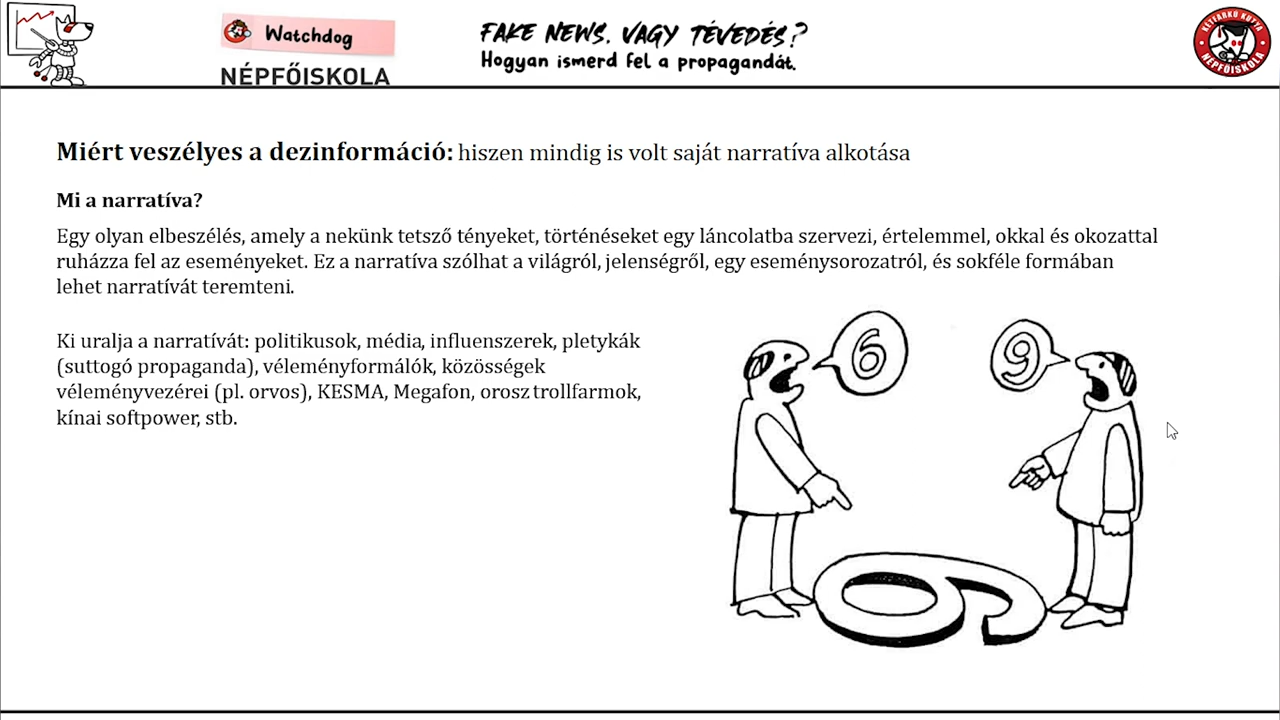 Watchdog
NÉPFŐISKOLA
FAKE NEWS. VAGY TÉVEDÉS?
Hogyan ismerd fel a propagandát.
KÉTFARKÚ KUTYA
NÉPFŐISKOLA
Miért veszélyes a dezinformáció: hiszen mindig is volt saját narratíva alkotása
Mi a narratíva?
Egy olyan elbeszélés, amely a nekünk tetsző tényeket, történéseket egy láncolatba szervezi, értelemmel, okkal és okozattal
ruházza fel az eseményeket. Ez a narratíva szólhat a világról, jelenségről, egy eseménysorozatról, és sokféle formában
lehet narratívát teremteni.
Ki uralja a narratívát: politikusok, média, influenszerek, pletykák
(suttogó propaganda), véleményformálók, közösségek
véleményvezérei (pl. orvos), KESMA, Megafon, orosz trollfarmok,
kínai softpower, stb.
6
9
6